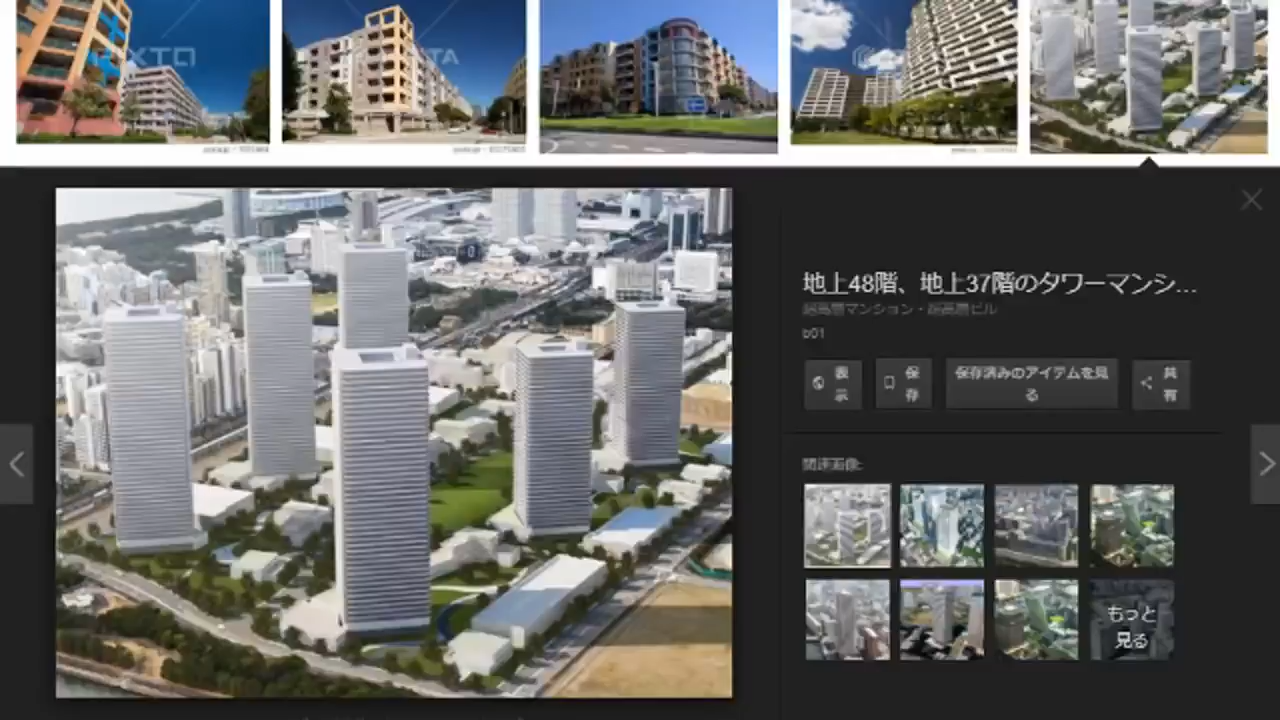 地上48階、地上37階のタワーマンシ...
超高層マンション・超高層ビル
b01
表示
保存
保存済みのアイテムを見る
共有
関連画像:
もっと
見る